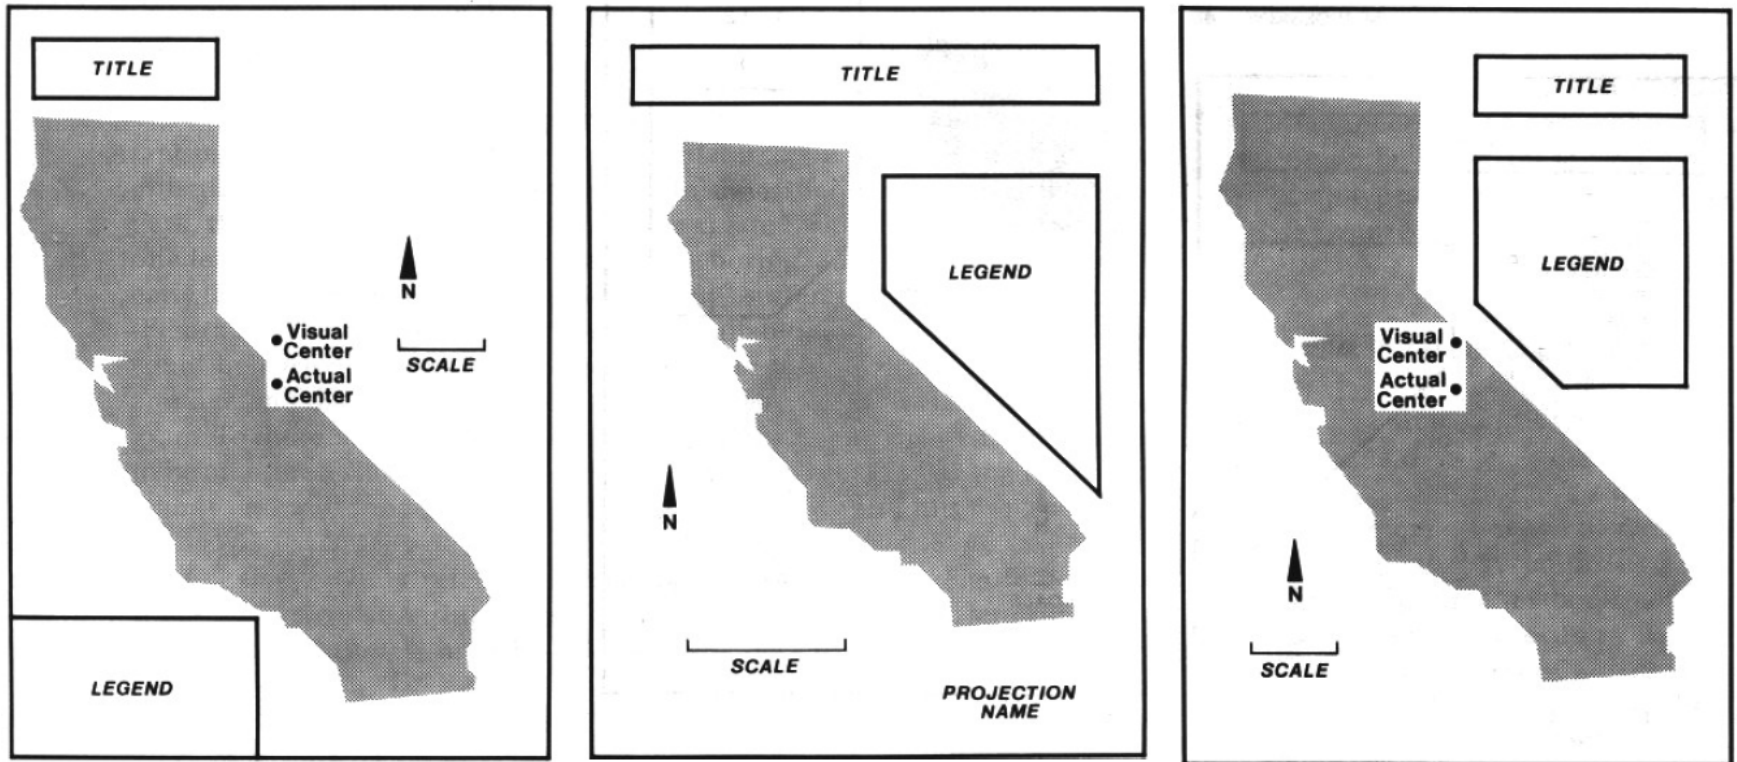 TITLE
N
Visual
Center
SCALE
Actual
Center
LEGEND
TITLE
LEGEND
N
SCALE
PROJECTION
NAME
TITLE
LEGEND
Visual
Center
Actual
Center
N
SCALE